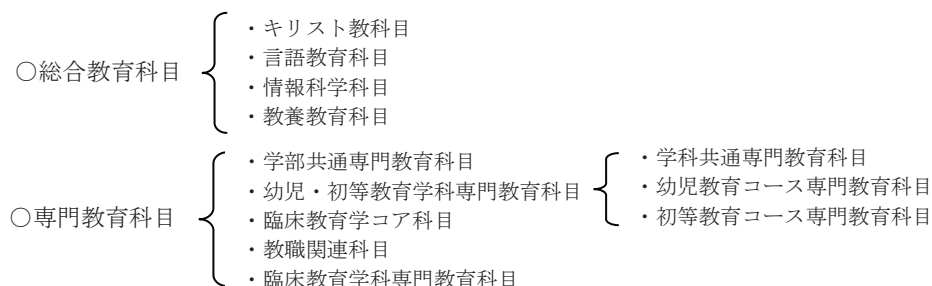 〇総合教育科目
・キリスト教科目
・言語教育科目
・情報科学科目
・教養教育科目
〇専門教育科目
・学部共通専門教育科目
・幼児・初等教育学科専門教育科目
・学科共通専門教育科目
・幼児教育コース専門教育科目
・初等教育コース専門教育科目
・臨床教育学コア科目
・教職関連科目
・臨床教育学科専門教育科目